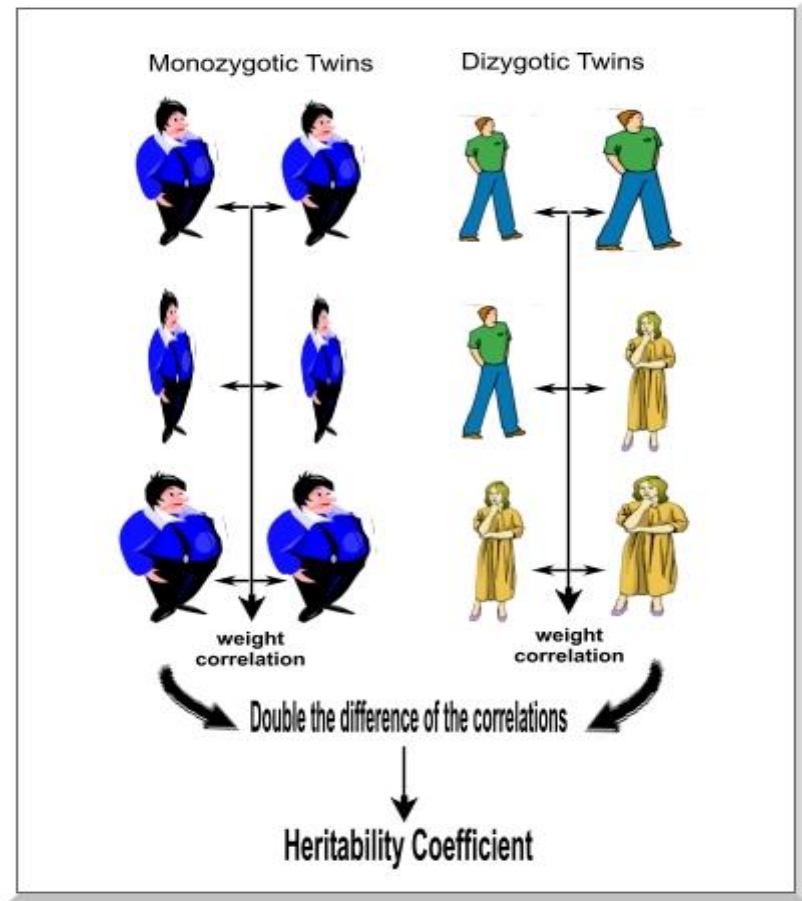 Monozygotic Twins
Dizygotic Twins
weight
correlation
weight
correlation
Double the difference of the correlations
Heritability Coefficient